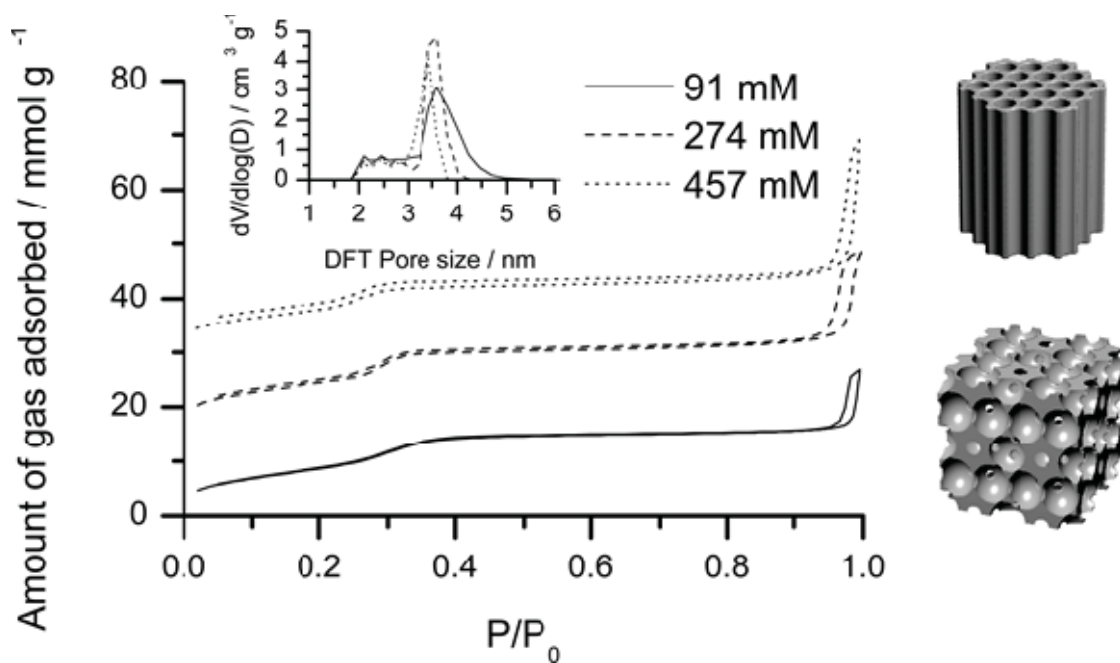 Amount of gas adsorbed / mmol g -1
80
60
40
20
0
0.0 0.2 0.4 0.6 0.8 1.0
P/P0
dV/dlog(D) / cm 3 g-1
5
4
3
2
1
0
1 2 3 4 5 6
DFT Pore size / nm
91 mM
274 mM
457 mM